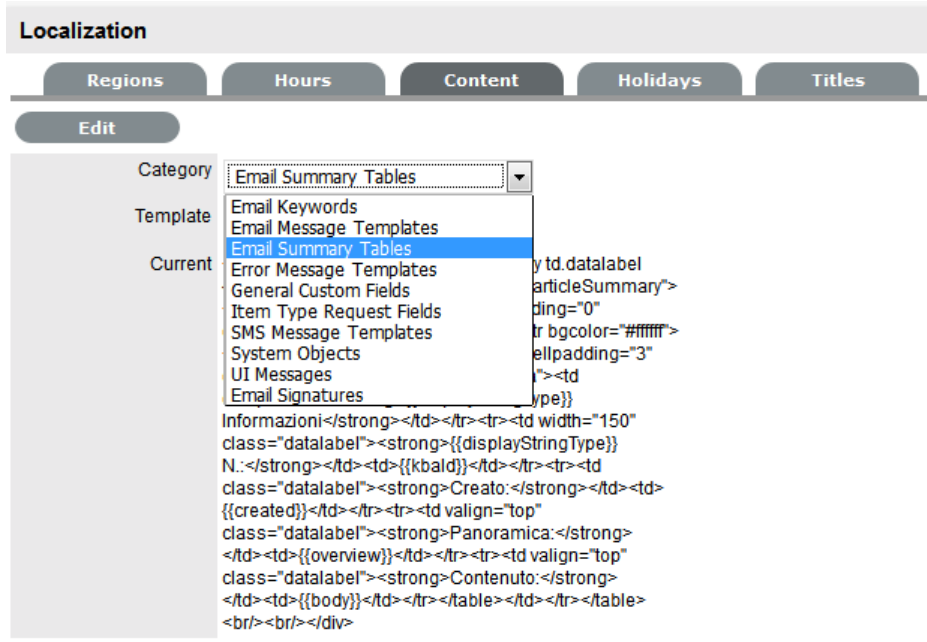 Localization
Regions Hours Content Holidays Titles
Edit
Category Email Summary Tables
Template
Email Keywords
Email Message Templates
Email Summary Tables
Current y td.datalabel
Error Message Templates articleSummary">
General Custom Fields ding="0"
Item Type Request Fields tr bgcolor="#ffffff">
SMS Message Templates
System Objects ellpadding="3"
UI Messages "><td
Email Signatures ype}}
Informazioni</strong></td></tr><tr><td width="150"
class="datalabel"><strong>{{displayStringType}}
N.:</strong></td><td>{{kbaId}}</td></tr><tr><td
class="datalabel"><strong>Creato:</strong></td><td>
{{created}}</td></tr><tr><td valign="top"
class="datalabel"><strong>Panoramica:</strong>
</td><td>{{overview}}</td></tr><tr><td valign="top"
class="datalabel"><strong>Contenuto:</strong>
</td><td>{{body}}</td></tr></table></td></tr></table>
<br/><br/></div>